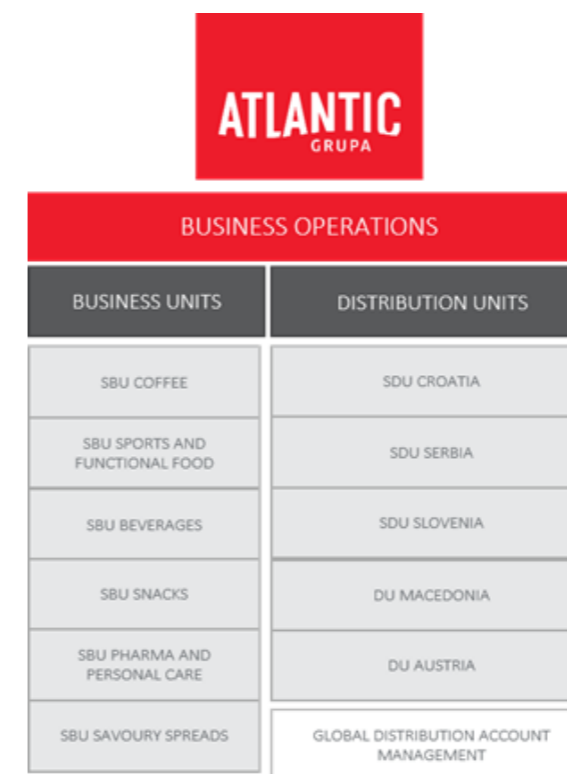 ATLANTIC
GRUPA
BUSINESS OPERATIONS
BUSINESS UNITS
DISTRIBUTION UNITS
SBU COFFEE
SDU CROATIA
SBU SPORTS AND
FUNCTIONAL FOOD
SDU SERBIA
SBU BEVERAGES
SDU SLOVENIA
SBU SNACKS
DU MACEDONIA
SBU PHARMA AND
PERSONAL CARE
DU AUSTRIA
SBU SAVOURY SPREADS
GLOBAL DISTRIBUTION ACCOUNT
MANAGEMENT